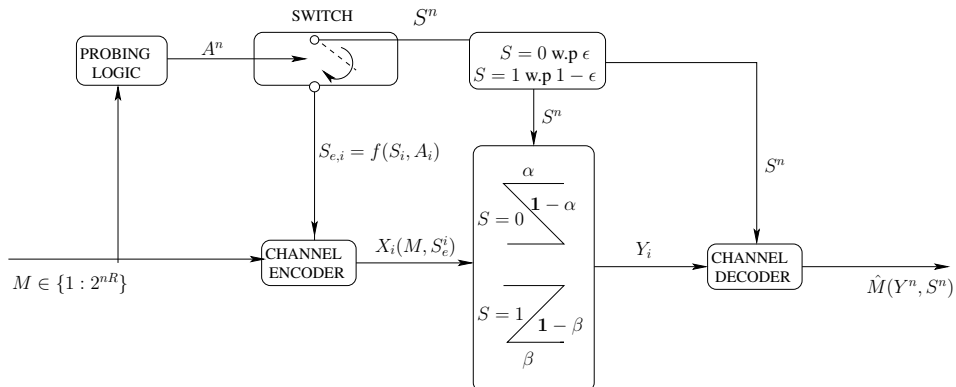 SWITCH
S^n
PROBING
LOGIC
A^n
S = 0 w.p ϵ
S = 1 w.p 1 − ϵ
S^n
S_{e,i} = f(S_i, A_i)
α
1 − α
S = 0
S^n
M ∈ {1 : 2^{nR}}
CHANNEL
ENCODER
X_i(M, S_e^i)
Y_i
CHANNEL
DECODER
M̂(Y^n, S^n)
S = 1
1 − β
β